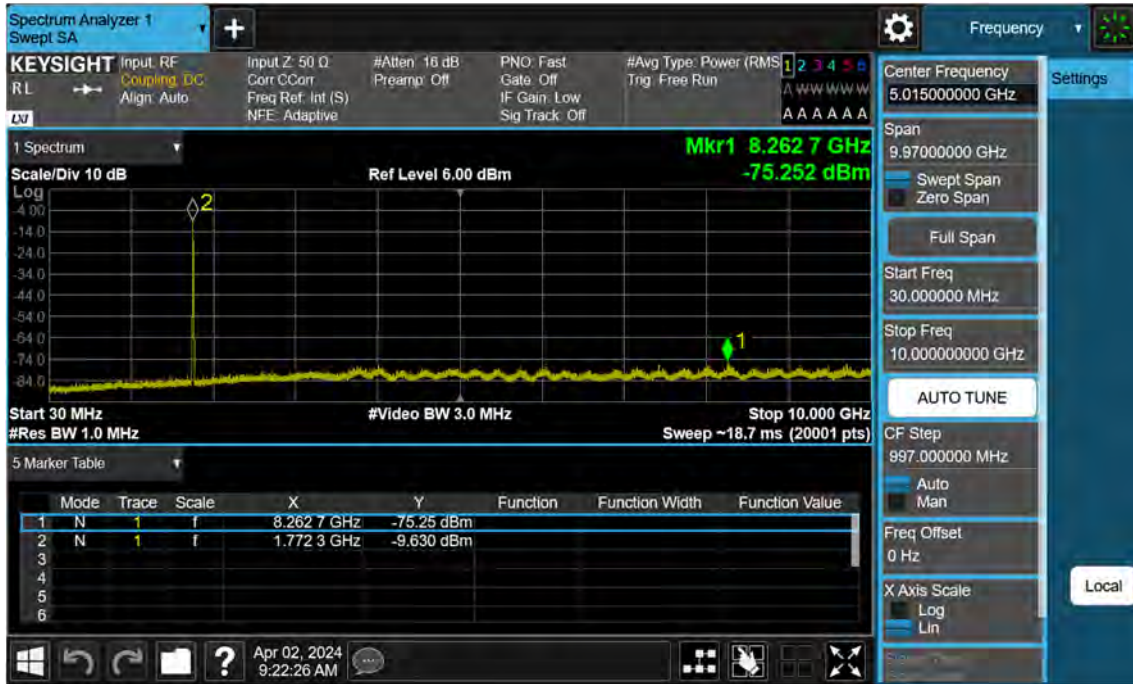 Spectrum Analyzer 1
Swept SA
Frequency
KEYSIGHT
RL
LXI
Input: RF
Coupling: DC
Align: Auto
Input Z: 50 Ω
Corr CCorr
Freq Ref: Int (S)
NFE: Adaptive
#Atten: 16 dB
Preamp: Off
PNO: Fast
Gate: Off
IF Gain: Low
Sig Track: Off
#Avg Type: Power (RMS
Trig: Free Run
1 2 3 4 5 6
A W W W W W
A A A A A A
Center Frequency
5.015000000 GHz
Settings
1 Spectrum
Mkr1 8.262 7 GHz
Scale/Div 10 dB
Ref Level 6.00 dBm
-75.252 dBm
Span
9.97000000 GHz
Swept Span
Zero Span
Full Span
Start Freq
30.000000 MHz
Stop Freq
10.000000000 GHz
AUTO TUNE
CF Step
997.000000 MHz
Auto
Man
Freq Offset
0 Hz
X Axis Scale
Log
Lin
Local
Log
-4.00
-14.0
-24.0
-34.0
-44.0
-54.0
-64.0
-74.0
-84.0
2
1
Start 30 MHz
#Video BW 3.0 MHz
Stop 10.000 GHz
#Res BW 1.0 MHz
Sweep ~18.7 ms (20001 pts)
5 Marker Table
Mode Trace Scale X Y Function Function Width Function Value
1 N 1 f 8.262 7 GHz -75.25 dBm
2 N 1 f 1.772 3 GHz -9.630 dBm
3
4
5
6
?
Apr 02, 2024
9:22:26 AM